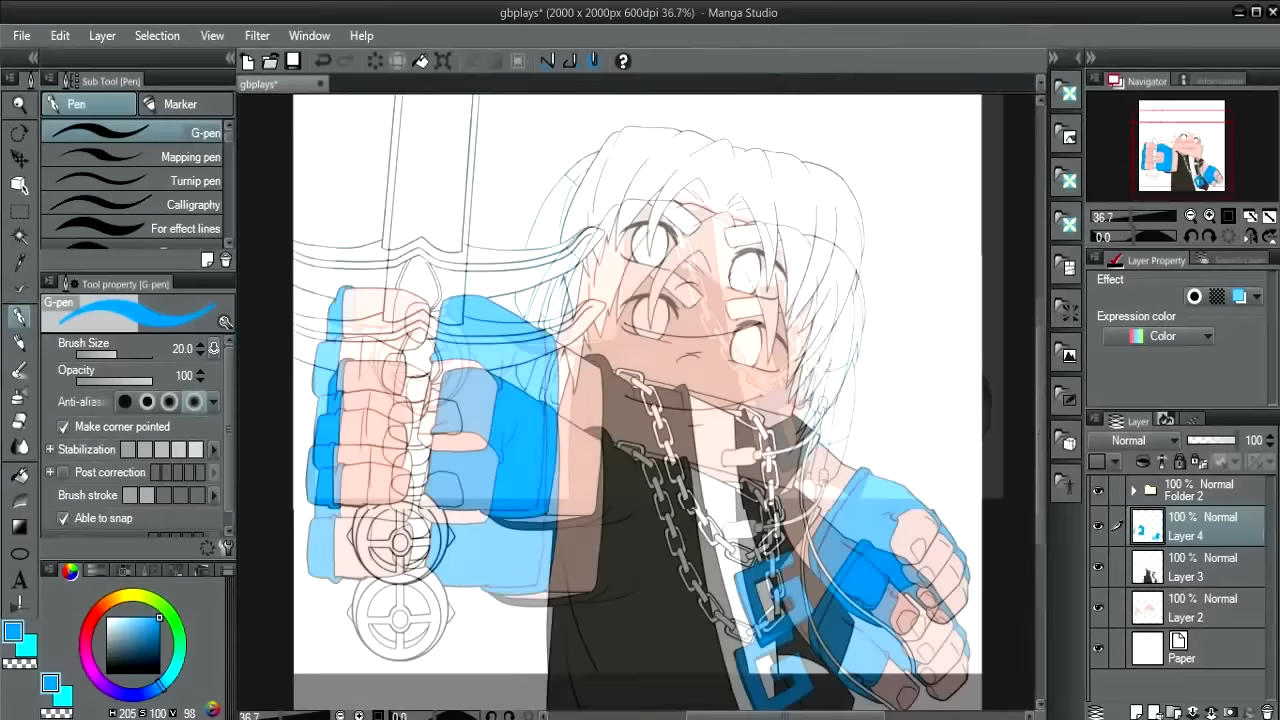 gbplays* (2000 x 2000px 600dpi 36.7%) - Manga Studio
File Edit Layer Selection View Filter Window Help
Sub Tool [Pen]
Pen Marker
G-pen
Mapping pen
Turnip pen
Calligraphy
For effect lines
Tool property [G-pen]
G-pen
Brush Size 20.0
Opacity 100
Anti-alias
Make corner pointed
Stabilization
Post correction
Brush stroke
Able to snap
H 205 S 100 V 98
gbplays*
36.7 0.0
Navigator Information
36.7
0.0
Layer Property
Effect
Expression color
Color
Layer
Normal 100
100 % Normal
Folder 2
100 % Normal
Layer 4
100 % Normal
Layer 3
100 % Normal
Layer 2
Paper